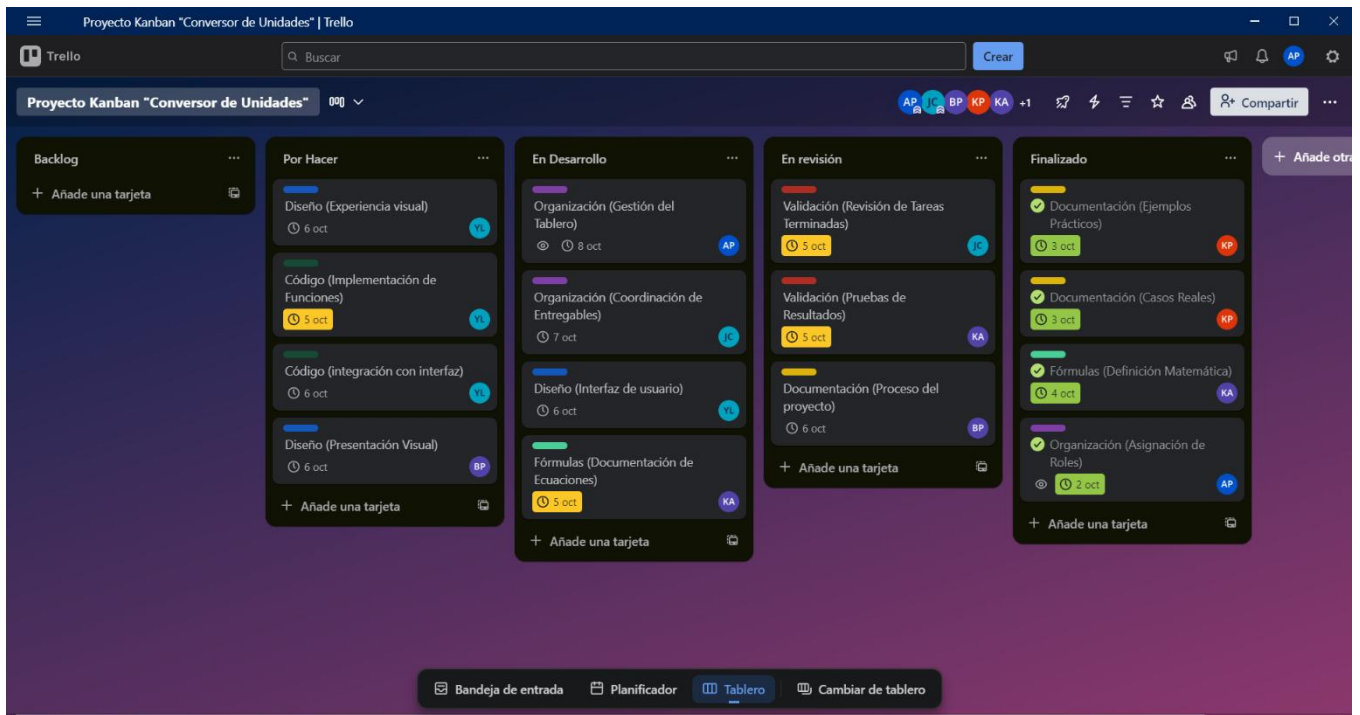 Proyecto Kanban "Conversor de Unidades" | Trello
Trello
Buscar
Crear
AP
Proyecto Kanban "Conversor de Unidades"
AP JC BP KP KA +1
Compartir
Backlog
Añade una tarjeta
Por Hacer
Diseño (Experiencia visual)
6 oct
YL
Código (Implementación de
Funciones)
5 oct
YL
Código (integración con interfaz)
6 oct
YL
Diseño (Presentación Visual)
6 oct
BP
Añade una tarjeta
En Desarrollo
Organización (Gestión del
Tablero)
8 oct
AP
Organización (Coordinación de
Entregables)
7 oct
JC
Diseño (Interfaz de usuario)
6 oct
YL
Fórmulas (Documentación de
Ecuaciones)
5 oct
KA
Añade una tarjeta
En revisión
Validación (Revisión de Tareas
Terminadas)
5 oct
JC
Validación (Pruebas de
Resultados)
5 oct
KA
Documentación (Proceso del
proyecto)
6 oct
BP
Añade una tarjeta
Finalizado
Documentación (Ejemplos
Prácticos)
3 oct
KP
Documentación (Casos Reales)
3 oct
KP
Fórmulas (Definición Matemática)
4 oct
KA
Organización (Asignación de
Roles)
2 oct
AP
Añade una tarjeta
Añade otra
Bandeja de entrada
Planificador
Tablero
Cambiar de tablero